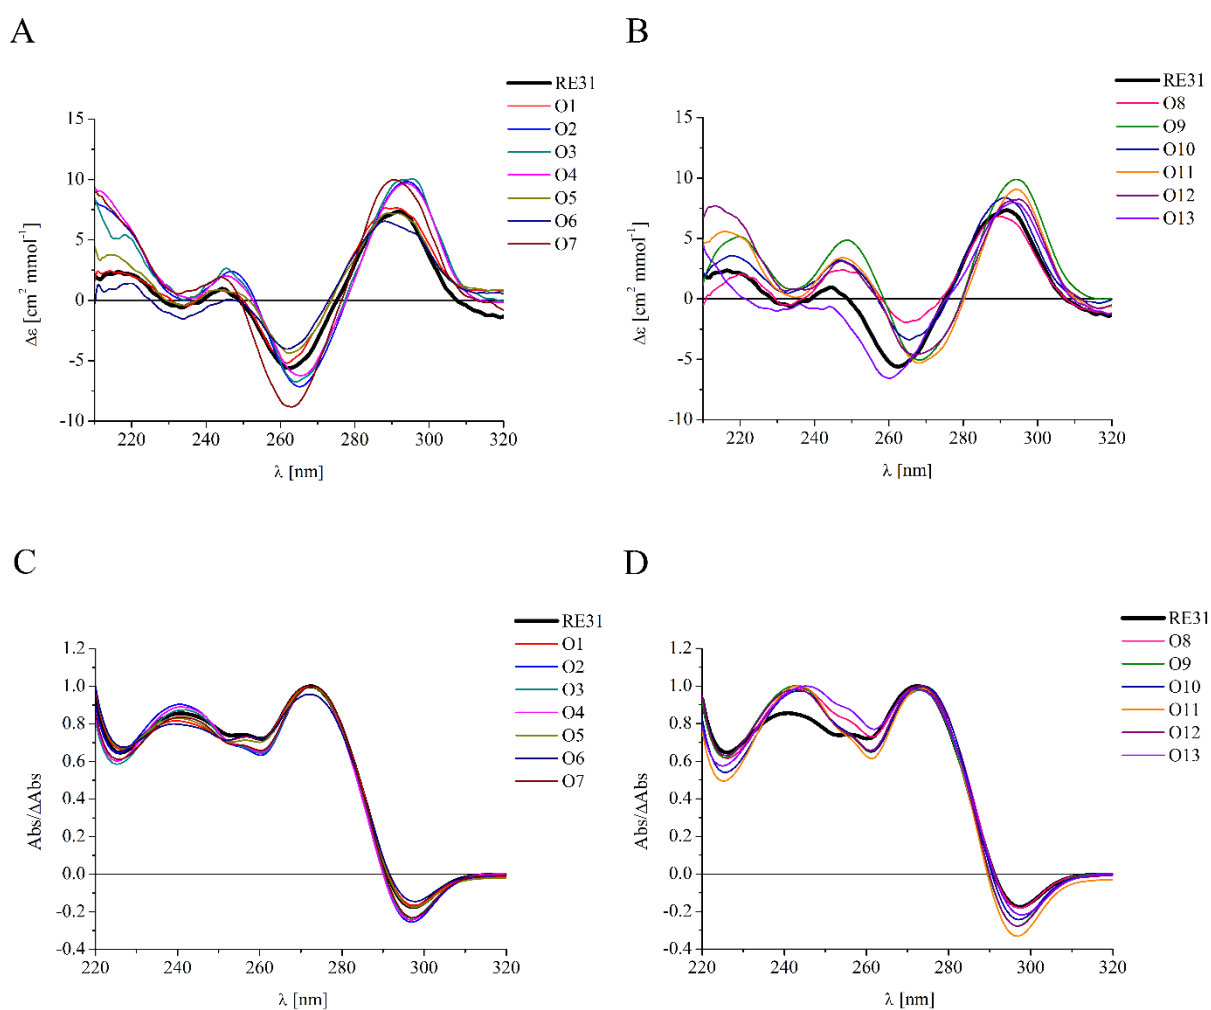 A
RE31
O1
O2
O3
O4
O5
O6
O7
15
10
5
0
-5
-10
220
240
260
280
300
320
Δε [cm² mmol⁻¹]
λ [nm]
B
RE31
O8
O9
O10
O11
O12
O13
15
10
5
0
-5
-10
220
240
260
280
300
320
Δε [cm² mmol⁻¹]
λ [nm]
C
RE31
O1
O2
O3
O4
O5
O6
O7
1.2
1.0
0.8
0.6
0.4
0.2
0.0
-0.2
-0.4
220
240
260
280
300
320
Abs/ΔAbs
λ [nm]
D
RE31
O8
O9
O10
O11
O12
O13
1.2
1.0
0.8
0.6
0.4
0.2
0.0
-0.2
-0.4
220
240
260
280
300
320
Abs/ΔAbs
λ [nm]